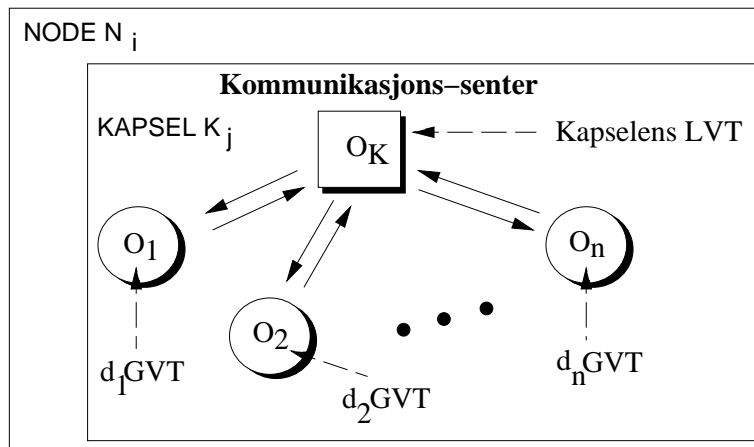 NODE N i
Kommunikasjons–senter
KAPSEL K j
O K
Kapselens LVT
O 1
O n
O 2
d 1 GVT
d n GVT
d 2 GVT